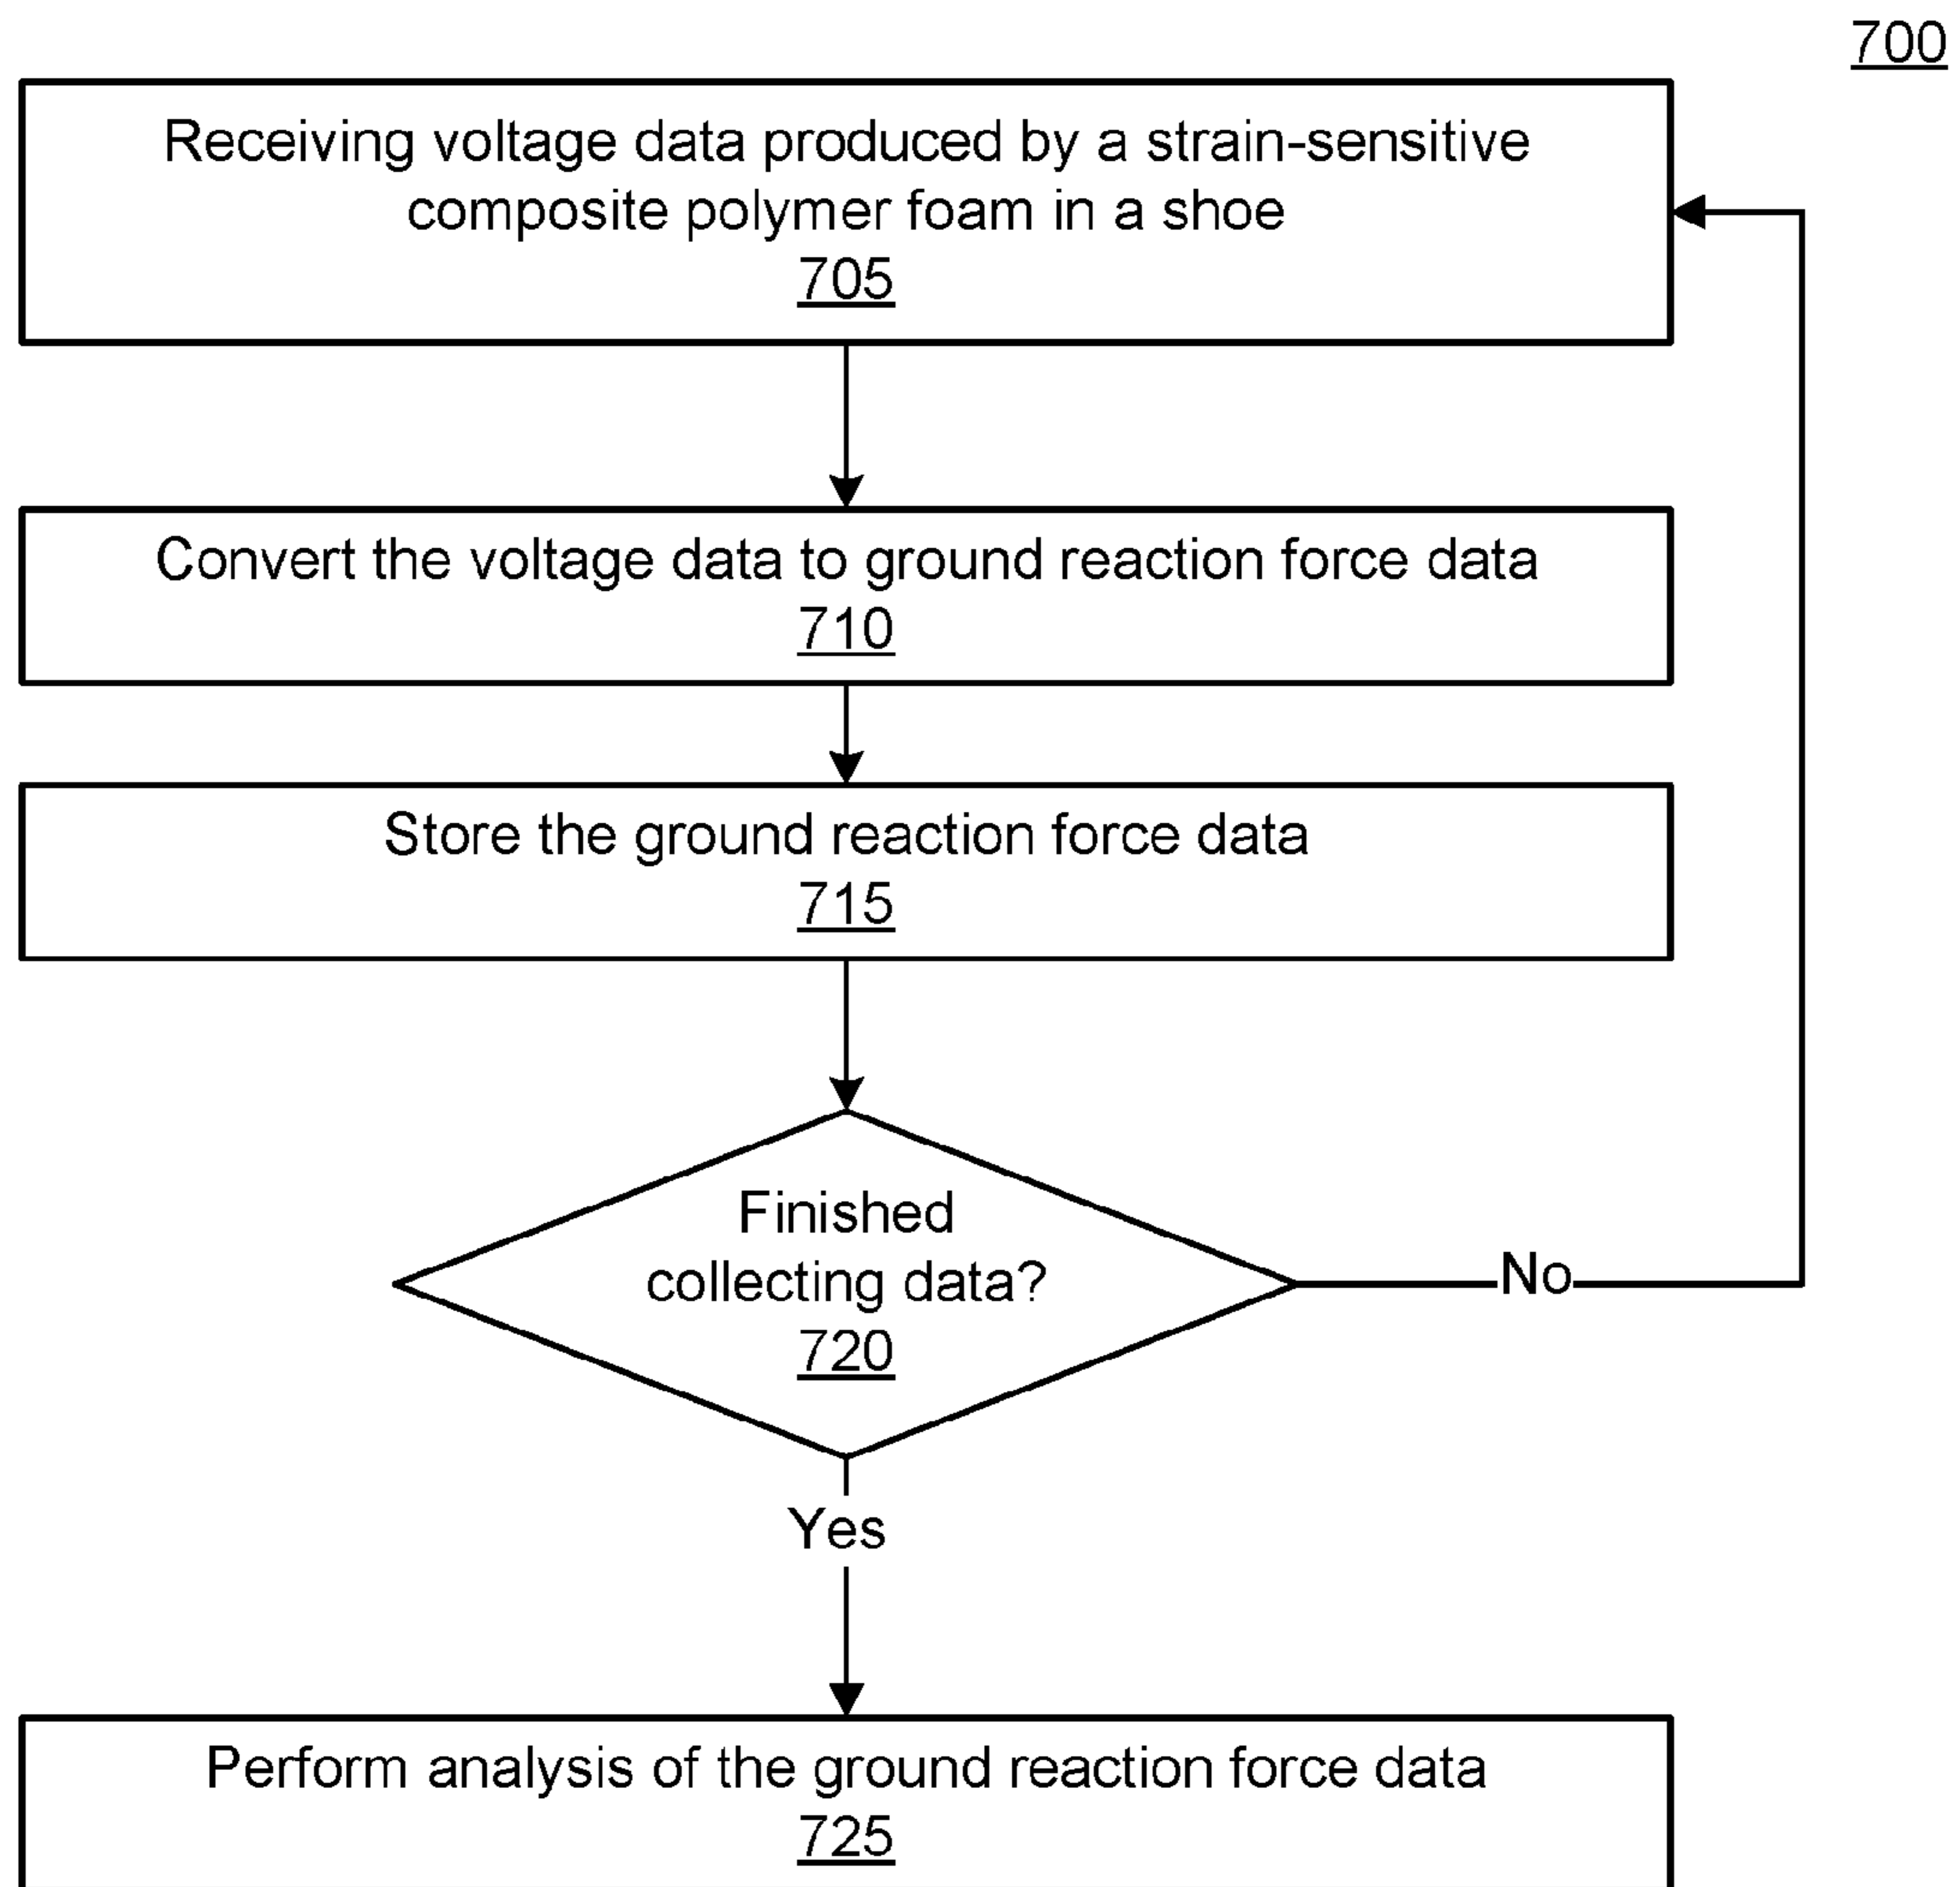 700
Receiving voltage data produced by a strain-sensitive
composite polymer foam in a shoe
705
Convert the voltage data to ground reaction force data
710
Store the ground reaction force data
715
Finished
collecting data?
720
No
Yes
Perform analysis of the ground reaction force data
725